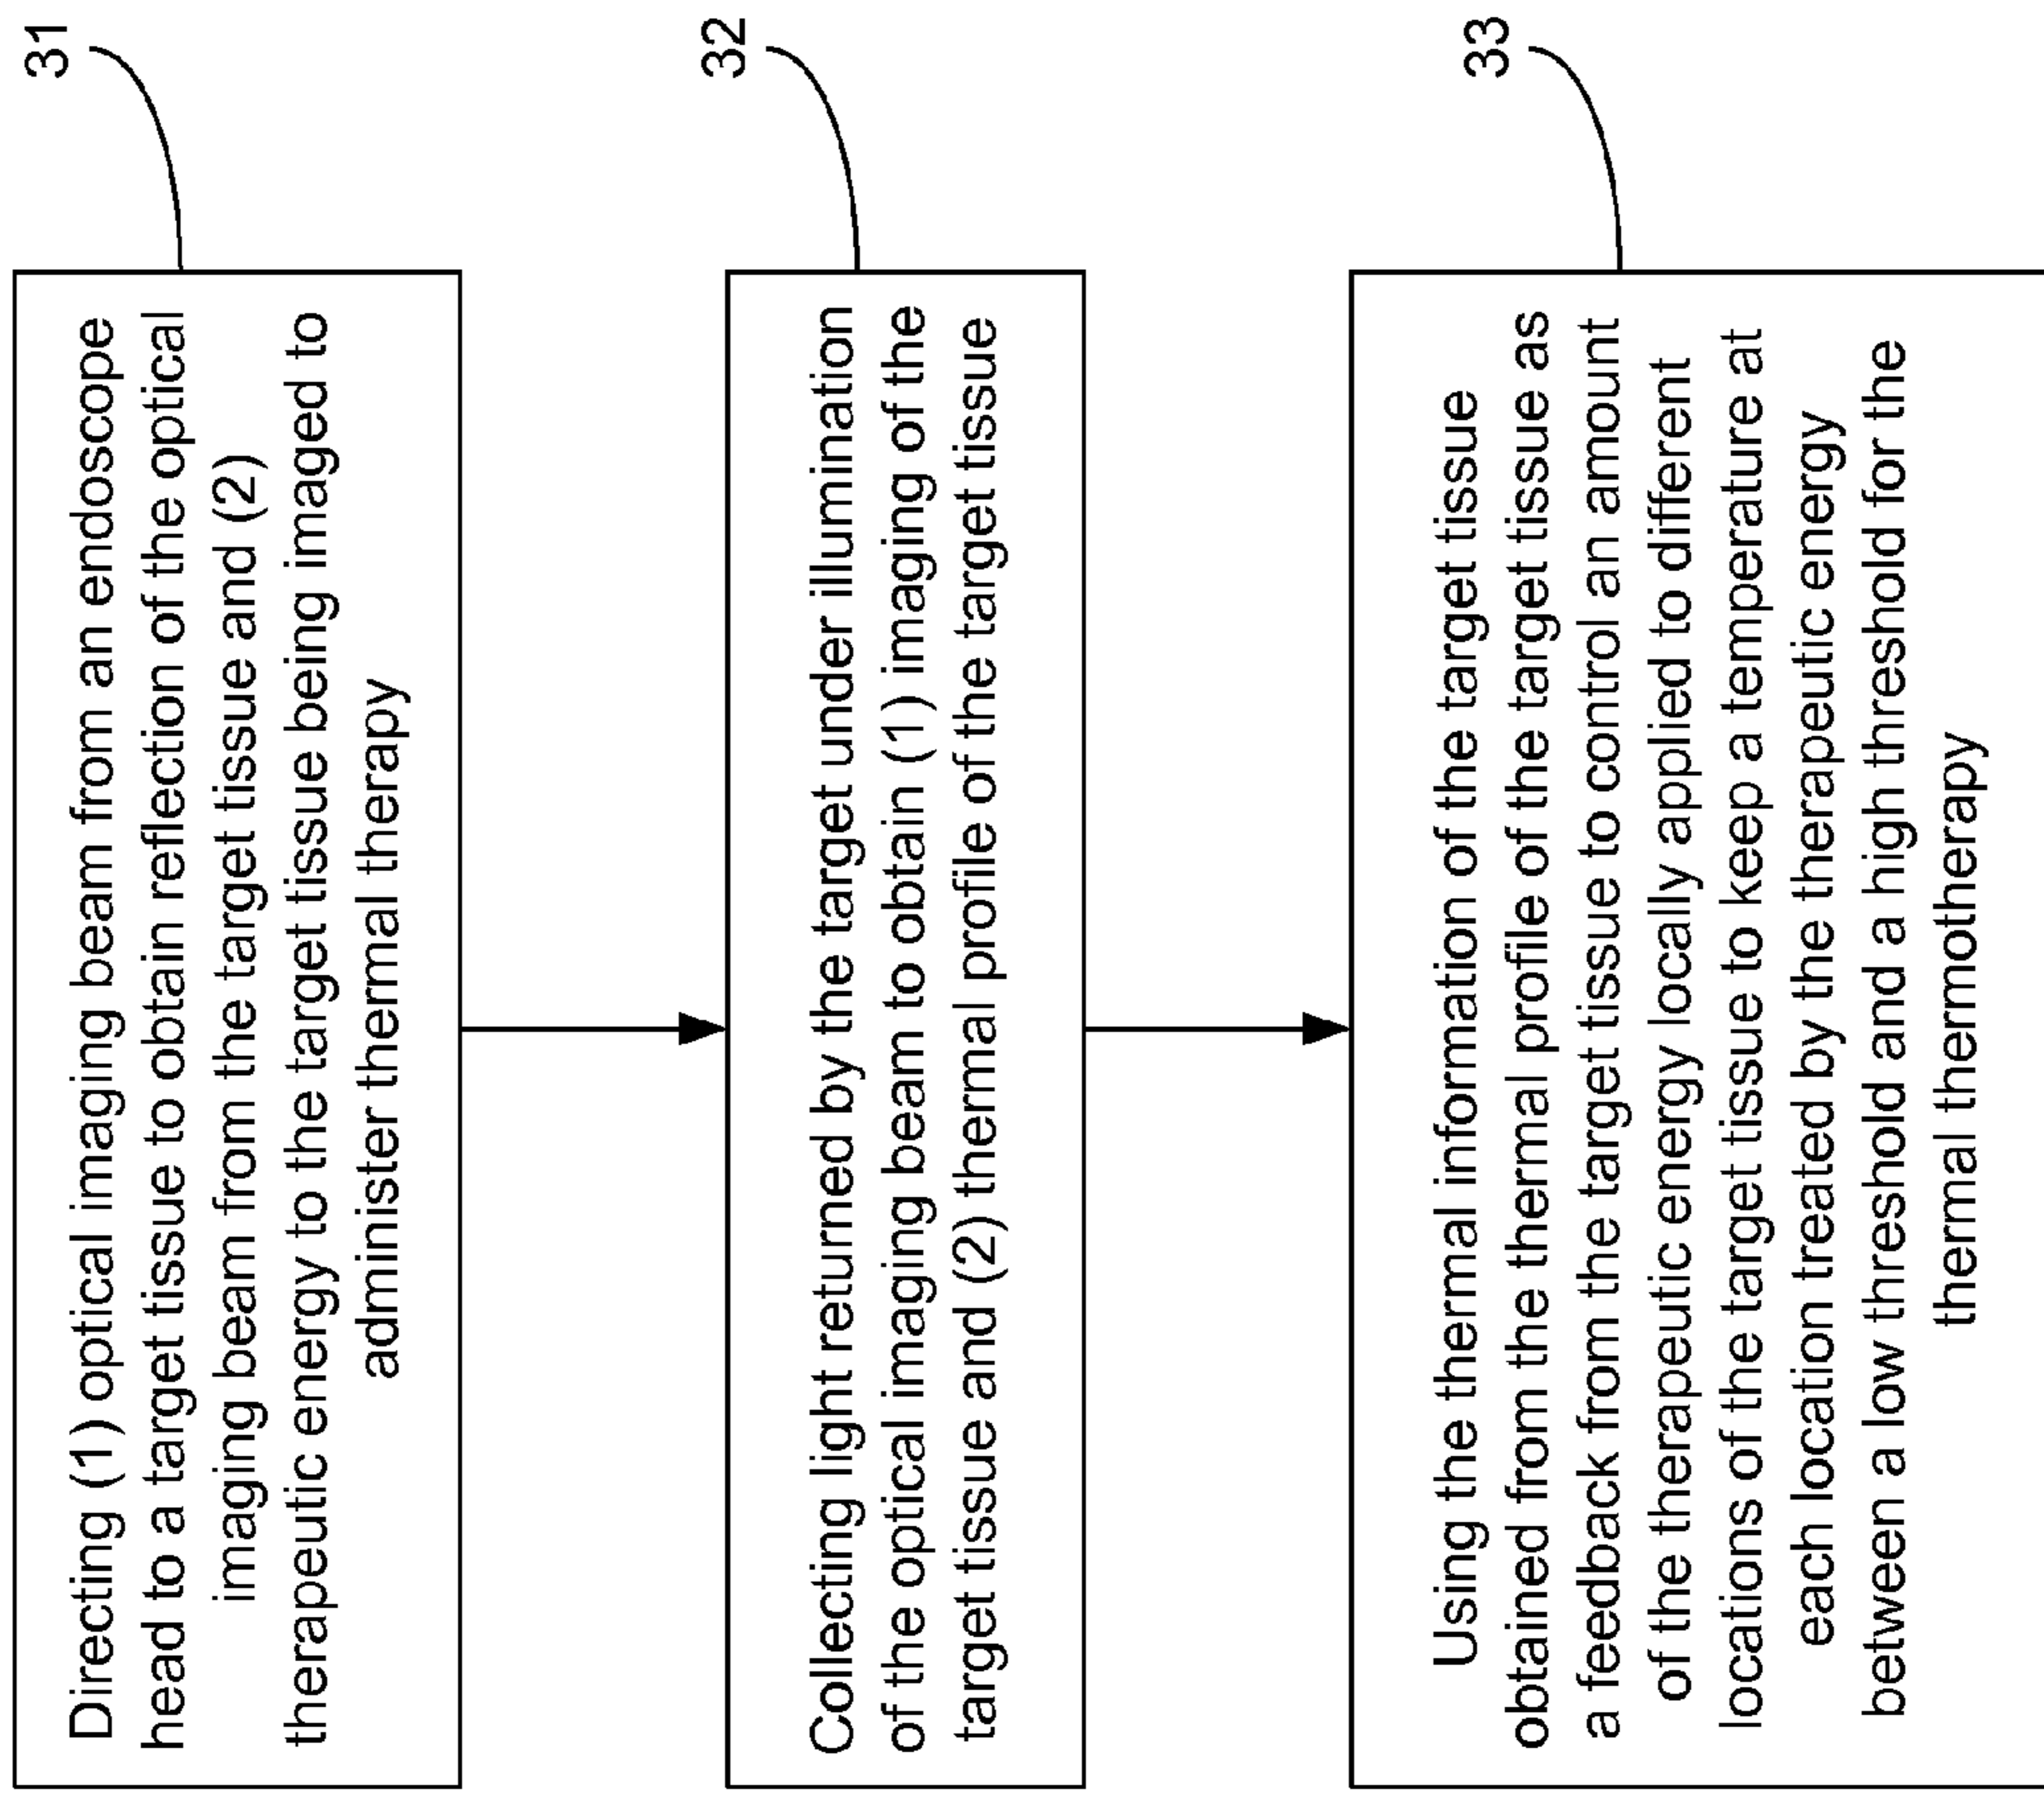 31
Directing (1) optical imaging beam from an endoscope
head to a target tissue to obtain reflection of the optical
imaging beam from the target tissue and (2)
therapeutic energy to the target tissue being imaged to
administer thermal therapy
32
Collecting light returned by the target under illumination
of the optical imaging beam to obtain (1) imaging of the
target tissue and (2) thermal profile of the target tissue
33
Using the thermal information of the target tissue
obtained from the thermal profile of the target tissue as
a feedback from the target tissue to control an amount
of the therapeutic energy locally applied to different
locations of the target tissue to keep a temperature at
each location treated by the therapeutic energy
between a low threshold and a high threshold for the
thermal thermotherapy